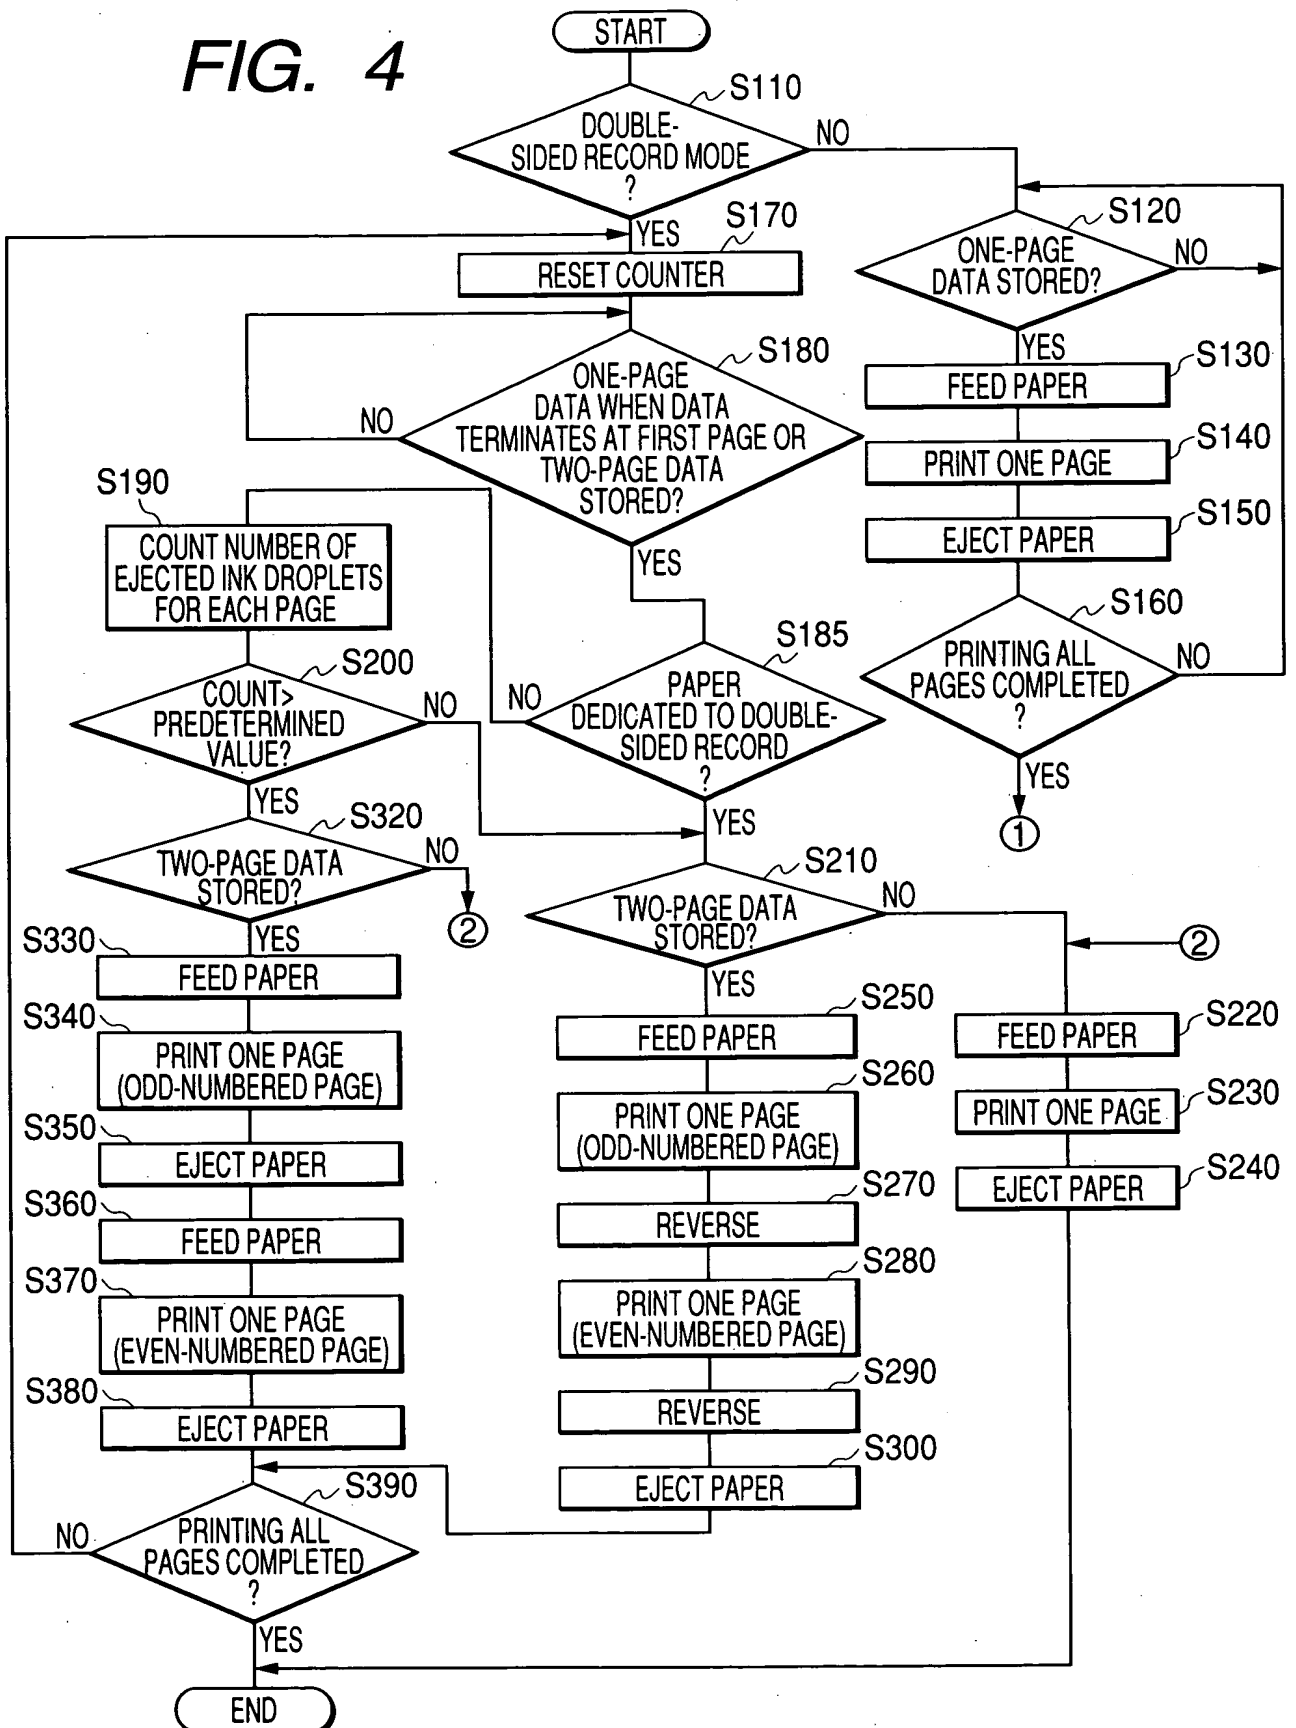 FIG. 4
START
S110
DOUBLE-
SIDED RECORD MODE
?
NO
YES
S170
RESET COUNTER
S120
ONE-PAGE
DATA STORED?
NO
YES
S130
FEED PAPER
S140
PRINT ONE PAGE
S150
EJECT PAPER
S160
PRINTING ALL
PAGES COMPLETED
?
NO
YES
1
S180
ONE-PAGE
DATA WHEN DATA
TERMINATES AT FIRST PAGE OR
TWO-PAGE DATA
STORED?
NO
YES
S185
PAPER
DEDICATED TO DOUBLE-
SIDED RECORD
?
NO
YES
S190
COUNT NUMBER OF
EJECTED INK DROPLETS
FOR EACH PAGE
S200
COUNT>
PREDETERMINED
VALUE?
NO
YES
S320
TWO-PAGE DATA
STORED?
NO
2
YES
S330
FEED PAPER
S340
PRINT ONE PAGE
(ODD-NUMBERED PAGE)
S350
EJECT PAPER
S360
FEED PAPER
S370
PRINT ONE PAGE
(EVEN-NUMBERED PAGE)
S380
EJECT PAPER
S210
TWO-PAGE DATA
STORED?
NO
YES
2
S250
FEED PAPER
S260
PRINT ONE PAGE
(ODD-NUMBERED PAGE)
S270
REVERSE
S280
PRINT ONE PAGE
(EVEN-NUMBERED PAGE)
S290
REVERSE
S300
EJECT PAPER
S220
FEED PAPER
S230
PRINT ONE PAGE
S240
EJECT PAPER
S390
PRINTING ALL
PAGES COMPLETED
?
NO
YES
END